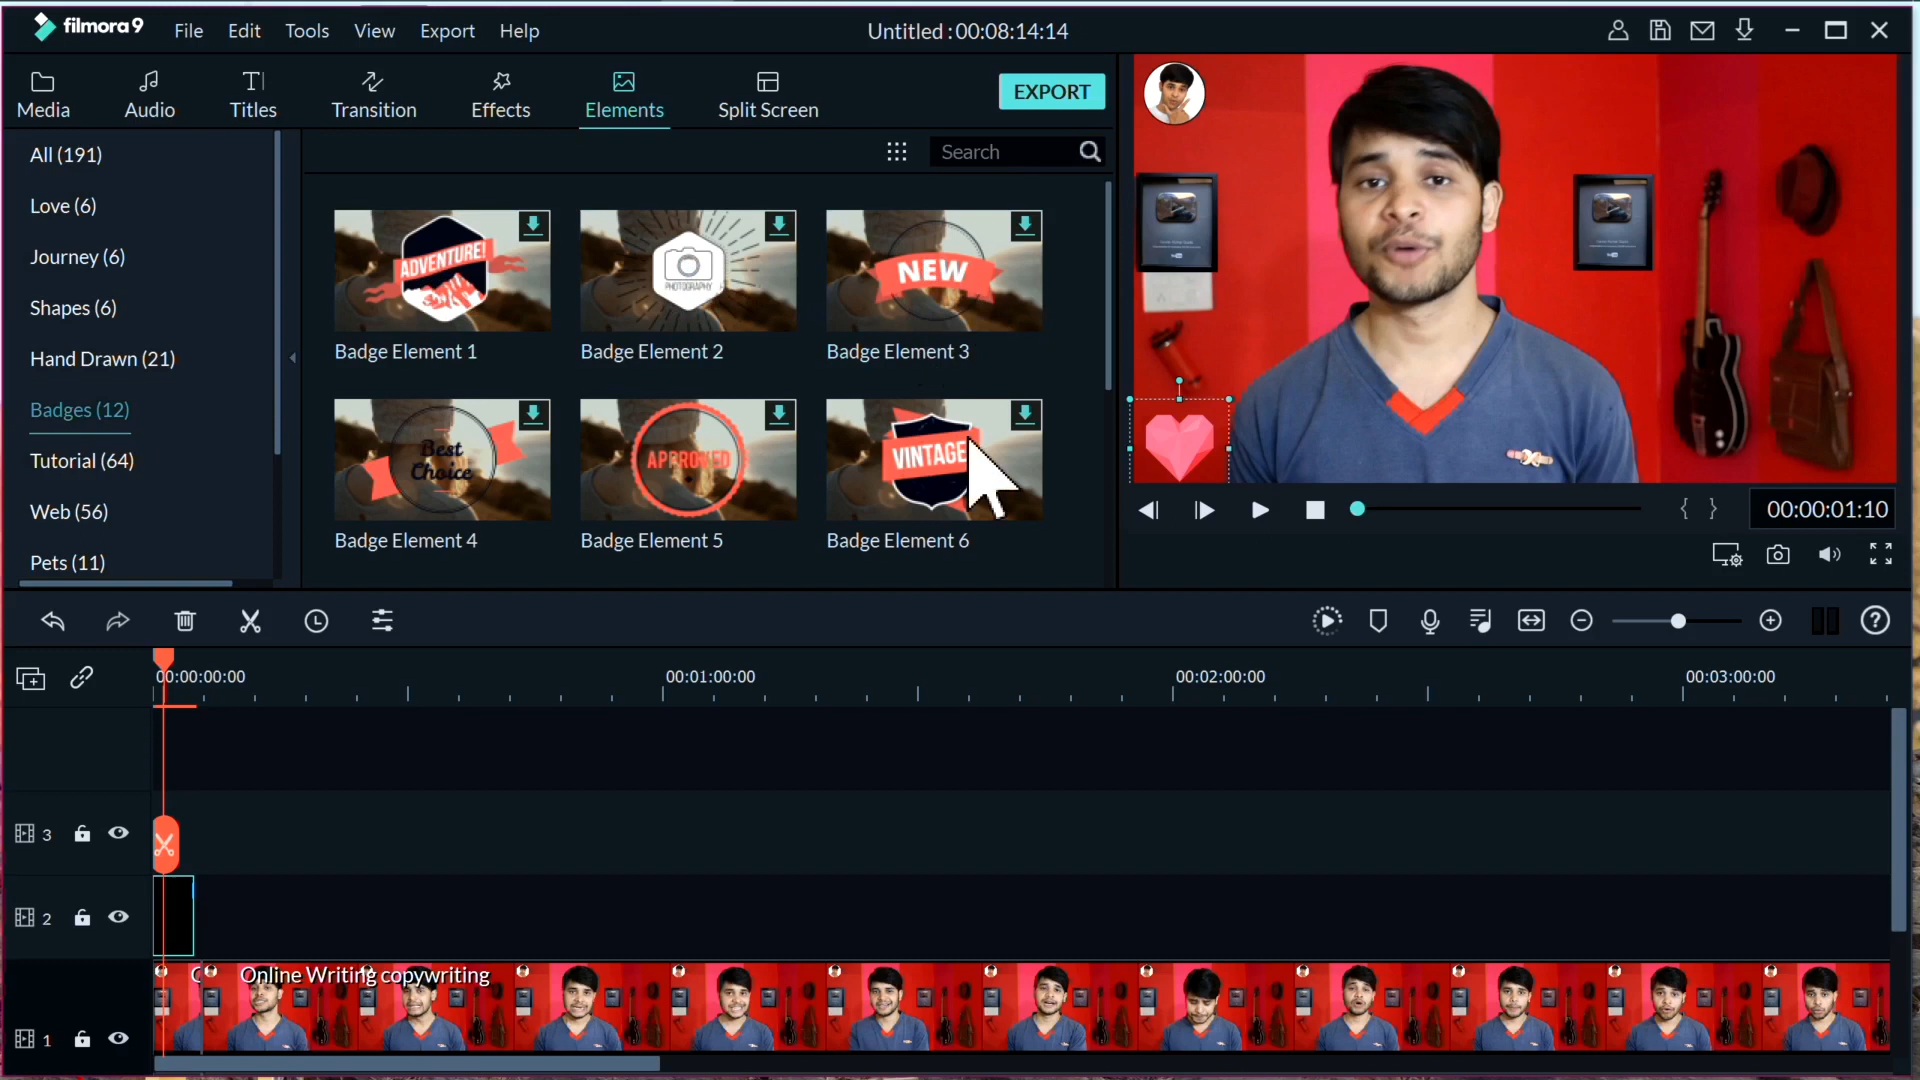 filmora 9
File Edit Tools View Export Help
Untitled : 00:08:14:14
Media Audio Titles Transition Effects Elements Split Screen
EXPORT
Search
All (191)
Love (6)
Journey (6)
Shapes (6)
Hand Drawn (21)
Badges (12)
Tutorial (64)
Web (56)
Pets (11)
ADVENTURE!
PHOTOGRAPHY
NEW
Badge Element 1
Badge Element 2
Badge Element 3
Best
Choice
APPROVED
VINTAGE
Badge Element 4
Badge Element 5
Badge Element 6
00:00:01:10
00:00:00:00
00:01:00:00
00:02:00:00
00:03:00:00
3
2
Online Writing copywriting
1